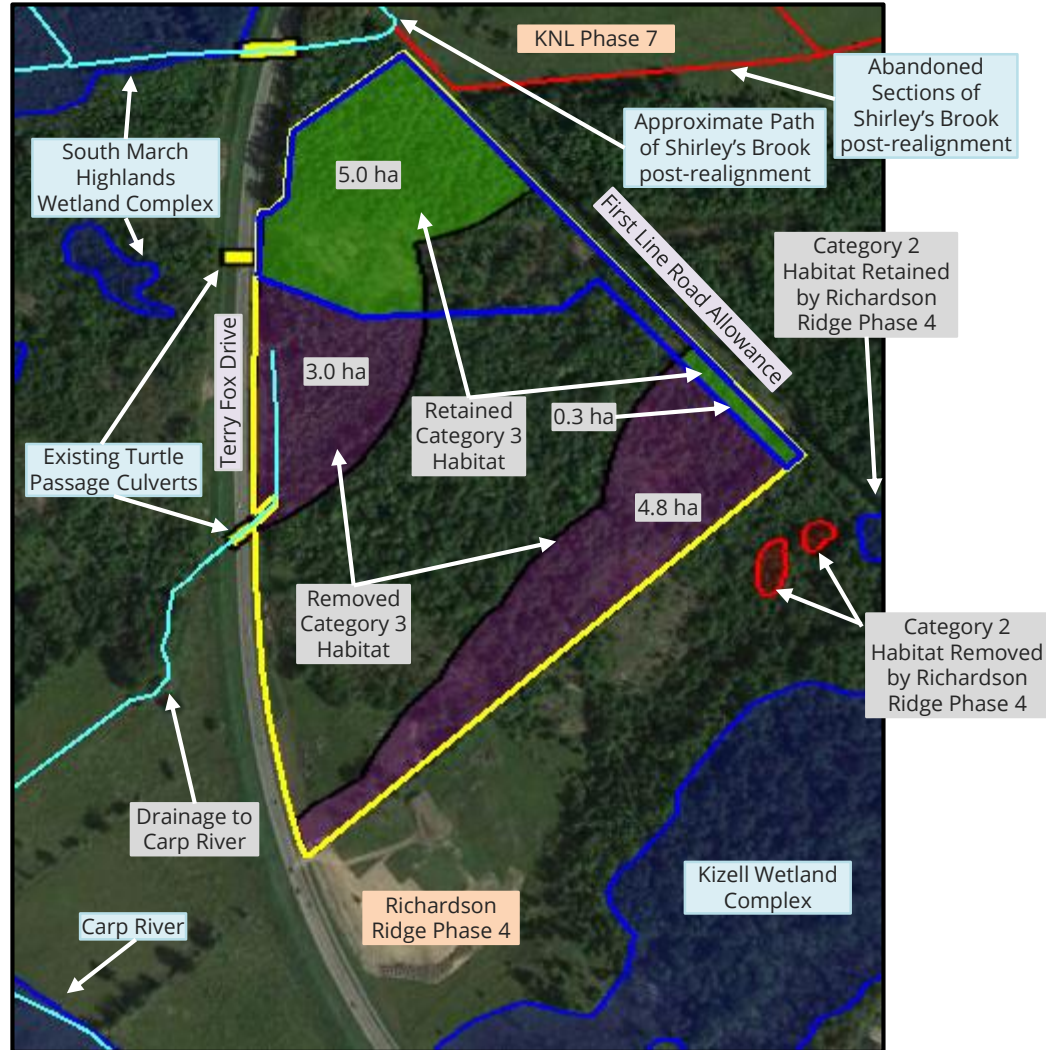 KNL Phase 7
Abandoned
Sections of
Shirley's Brook
post-realignment
Approximate Path
of Shirley's Brook
post-realignment
South March
Highlands
Wetland Complex
5.0 ha
First Line Road Allowance
Category 2
Habitat Retained
by Richardson
Ridge Phase 4
Terry Fox Drive
3.0 ha
Retained
Category 3
Habitat
0.3 ha
Existing Turtle
Passage Culverts
4.8 ha
Removed
Category 3
Habitat
Category 2
Habitat Removed
by Richardson
Ridge Phase 4
Drainage to
Carp River
Kizell Wetland
Complex
Richardson
Ridge Phase 4
Carp River